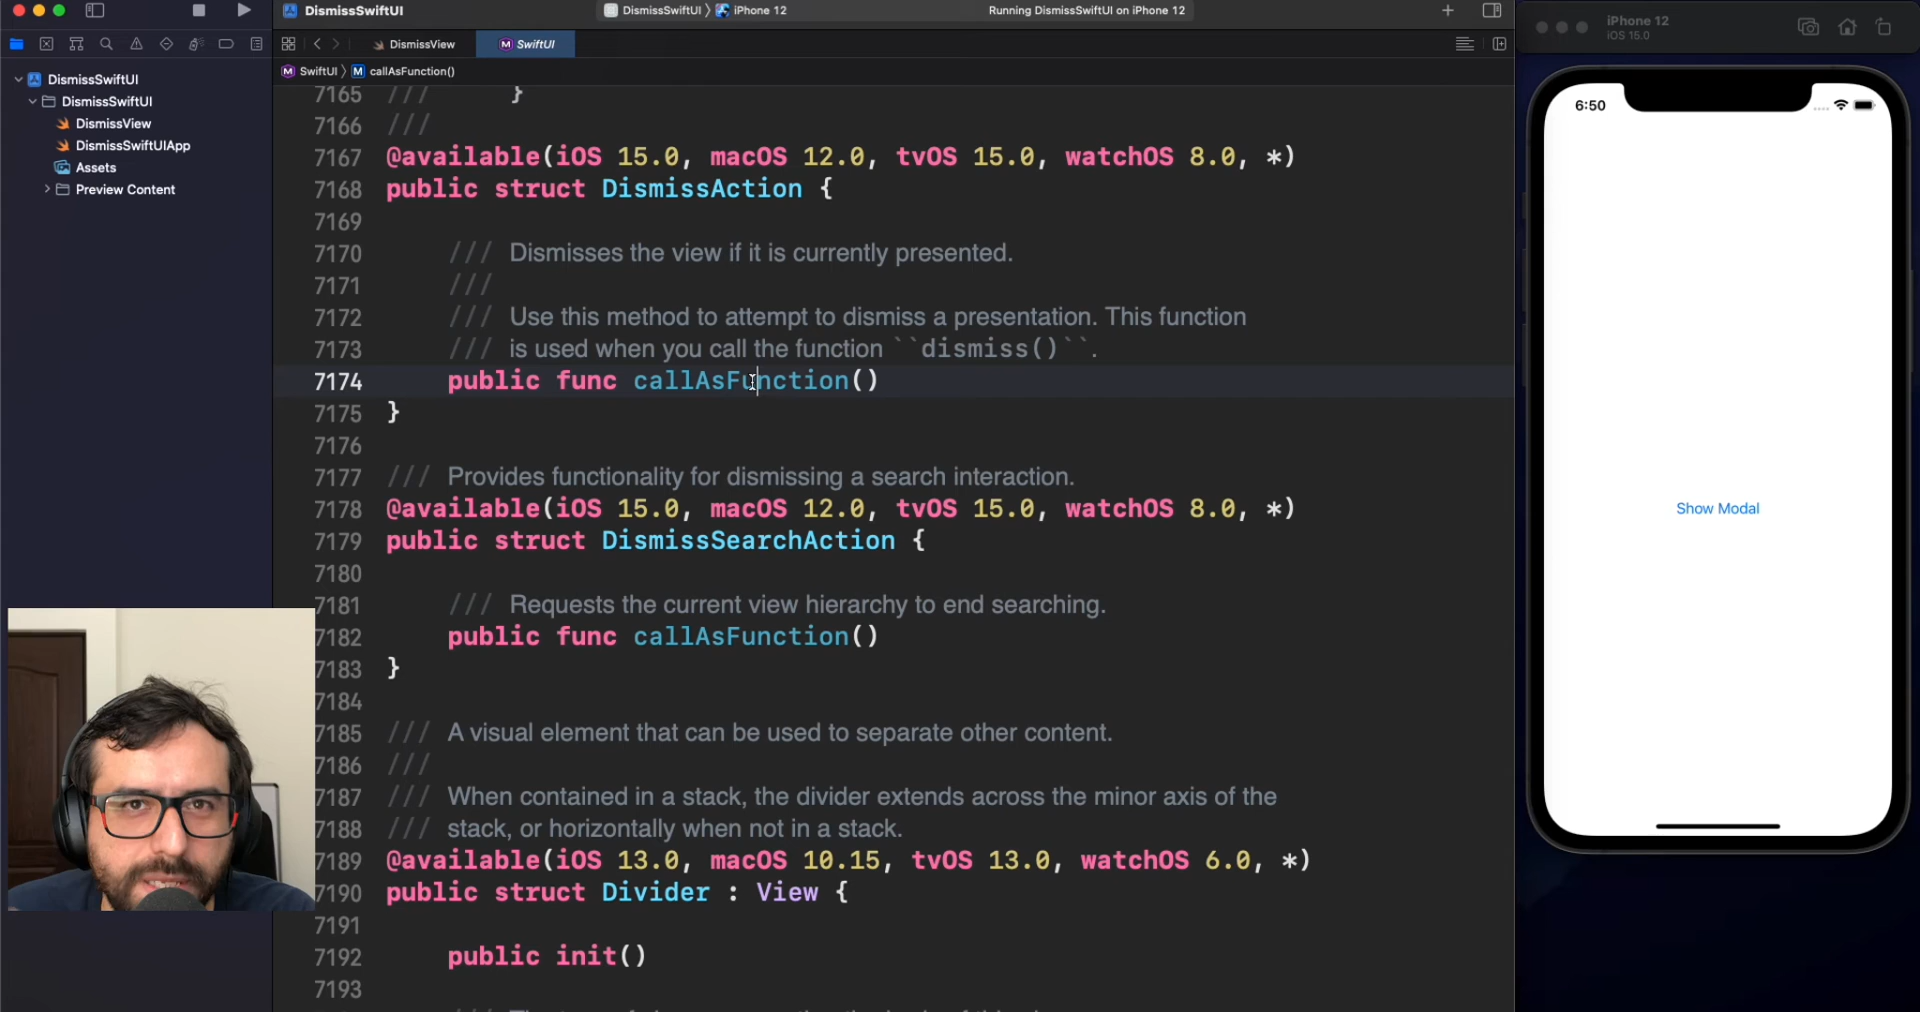 DismissSwiftUI
DismissSwiftUI 〉 iPhone 12
Running DismissSwiftUI on iPhone 12
iPhone 12
iOS 15.0
DismissView
SwiftUI
SwiftUI 〉 callAsFunction()
DismissSwiftUI
DismissSwiftUI
DismissView
DismissSwiftUIApp
Assets
Preview Content
7165 /// }
7166 ///
7167 @available(iOS 15.0, macOS 12.0, tvOS 15.0, watchOS 8.0, *)
7168 public struct DismissAction {
7169
7170 /// Dismisses the view if it is currently presented.
7171 ///
7172 /// Use this method to attempt to dismiss a presentation. This function
7173 /// is used when you call the function ``dismiss()``.
7174 public func callAsFunction()
7175 }
7176
7177 /// Provides functionality for dismissing a search interaction.
7178 @available(iOS 15.0, macOS 12.0, tvOS 15.0, watchOS 8.0, *)
7179 public struct DismissSearchAction {
7180
7181 /// Requests the current view hierarchy to end searching.
7182 public func callAsFunction()
7183 }
7184
7185 /// A visual element that can be used to separate other content.
7186 ///
7187 /// When contained in a stack, the divider extends across the minor axis of the
7188 /// stack, or horizontally when not in a stack.
7189 @available(iOS 13.0, macOS 10.15, tvOS 13.0, watchOS 6.0, *)
7190 public struct Divider : View {
7191
7192 public init()
7193
6:50
Show Modal